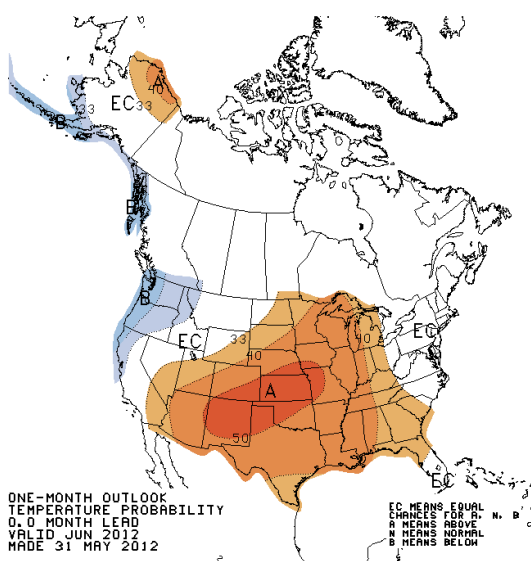 A
40
EC 33
33
B
B
B
EC
33
40
40
EC
A
50
EC
ONE-MONTH OUTLOOK
TEMPERATURE PROBABILITY
0.0 MONTH LEAD
VALID JUN 2012
MADE 31 MAY 2012
EC MEANS EQUAL
CHANCES FOR A, N, B
A MEANS ABOVE
N MEANS NORMAL
B MEANS BELOW